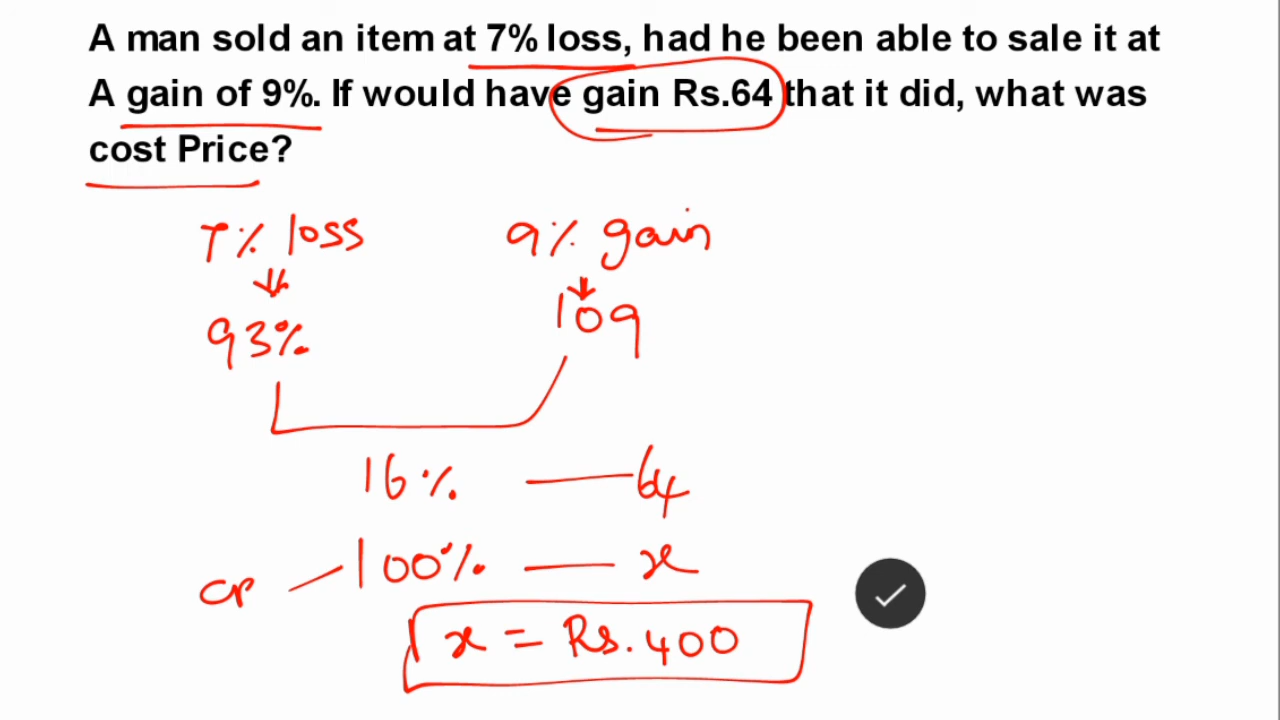 A man sold an item at 7% loss, had he been able to sale it at
A gain of 9%. If would have gain Rs.64 that it did, what was
cost Price?
7% loss 9% gain
93% 109
16% — 64
CP — 100% — x
x = Rs. 400